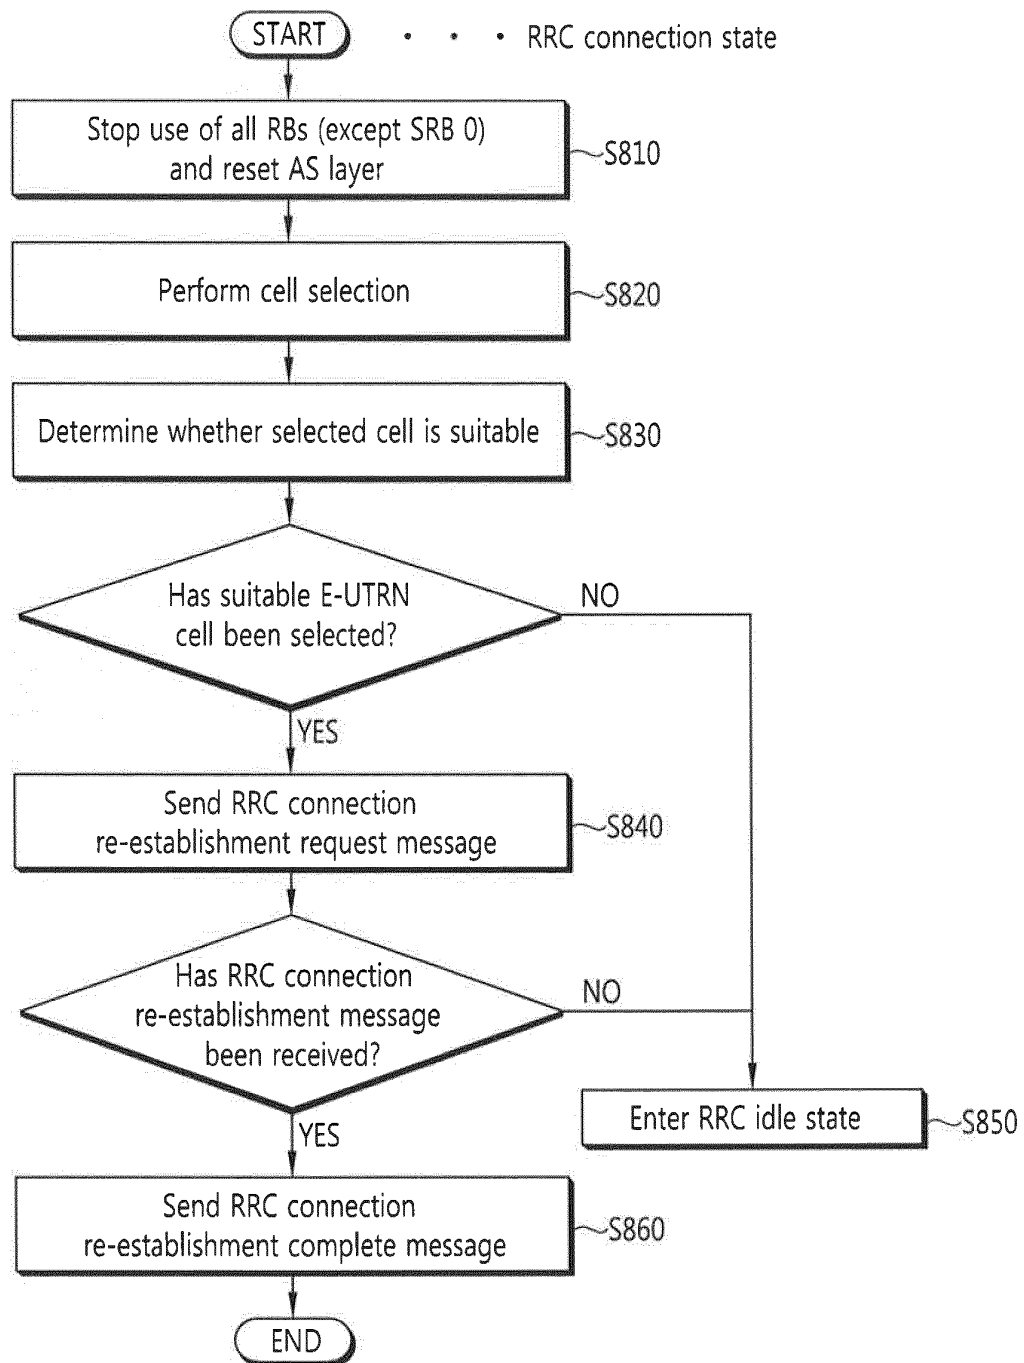 START
· · · RRC connection state
Stop use of all RBs (except SRB 0)
and reset AS layer
S810
Perform cell selection
S820
Determine whether selected cell is suitable
S830
Has suitable E-UTRN
cell been selected?
NO
YES
Send RRC connection
re-establishment request message
S840
Has RRC connection
re-establishment message
been received?
NO
YES
Enter RRC idle state
S850
Send RRC connection
re-establishment complete message
S860
END